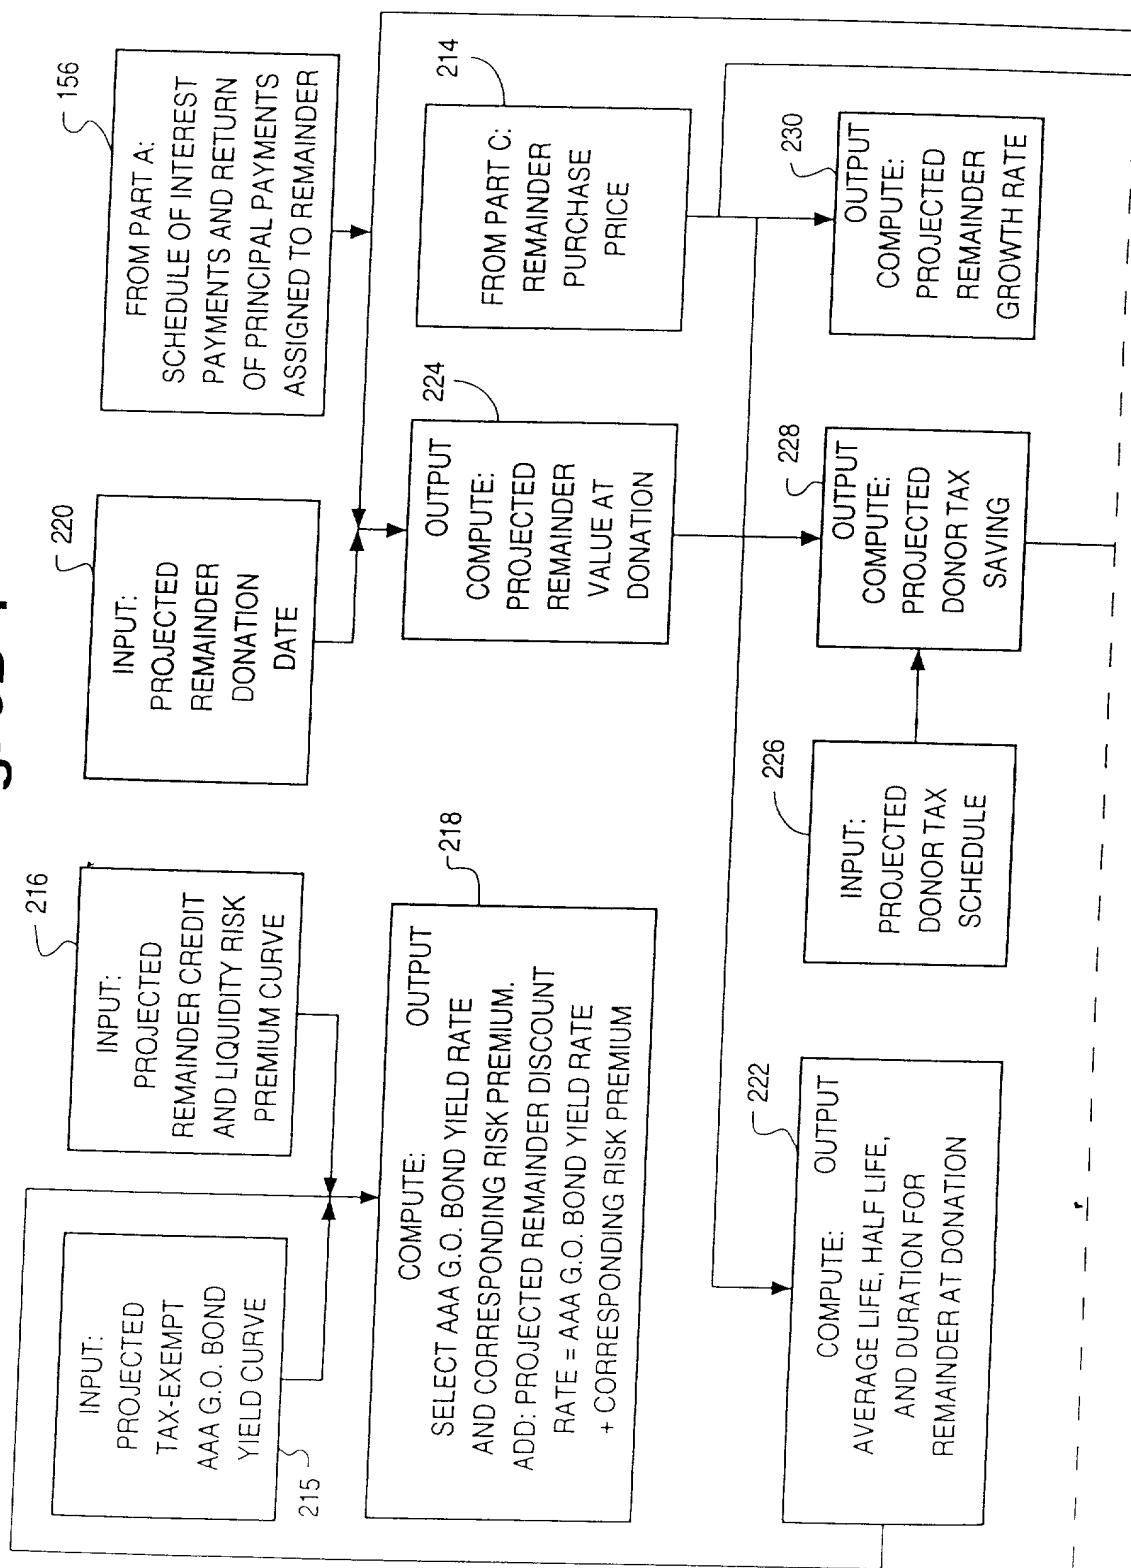 215
INPUT:
PROJECTED
TAX-EXEMPT
AAA G.O. BOND
YIELD CURVE
216
INPUT:
PROJECTED
REMAINDER CREDIT
AND LIQUIDITY RISK
PREMIUM CURVE
220
INPUT:
PROJECTED
REMAINDER
DONATION
DATE
156
FROM PART A:
SCHEDULE OF INTEREST
PAYMENTS AND RETURN
OF PRINCIPAL PAYMENTS
ASSIGNED TO REMAINDER
218
COMPUTE: OUTPUT
SELECT AAA G.O. BOND YIELD RATE
AND CORRESPONDING RISK PREMIUM.
ADD: PROJECTED REMAINDER DISCOUNT
RATE = AAA G.O. BOND YIELD RATE
+ CORRESPONDING RISK PREMIUM
224
OUTPUT
COMPUTE:
PROJECTED
REMAINDER
VALUE AT
DONATION
214
FROM PART C:
REMAINDER
PURCHASE
PRICE
222
COMPUTE: OUTPUT
AVERAGE LIFE, HALF LIFE,
AND DURATION FOR
REMAINDER AT DONATION
226
INPUT:
PROJECTED
DONOR TAX
SCHEDULE
228
OUTPUT
COMPUTE:
PROJECTED
DONOR TAX
SAVING
230
OUTPUT
COMPUTE:
PROJECTED
REMAINDER
GROWTH RATE